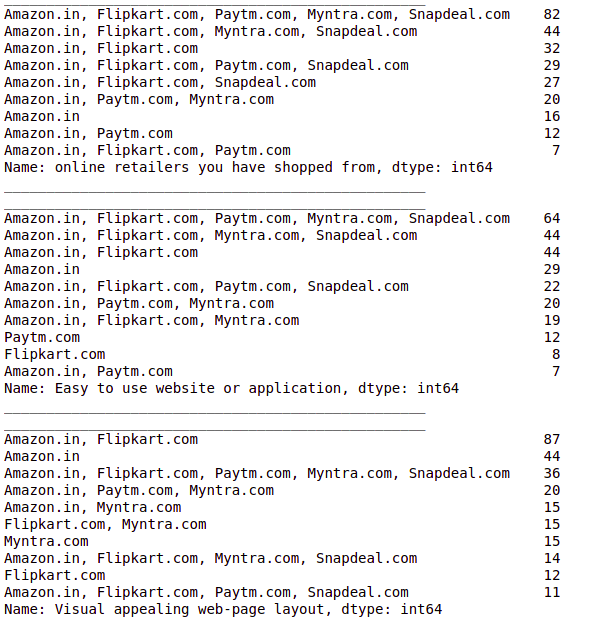 Amazon.in, Flipkart.com, Paytm.com, Myntra.com, Snapdeal.com    82
Amazon.in, Flipkart.com, Myntra.com, Snapdeal.com    44
Amazon.in, Flipkart.com    32
Amazon.in, Flipkart.com, Paytm.com, Snapdeal.com    29
Amazon.in, Flipkart.com, Snapdeal.com    27
Amazon.in, Paytm.com, Myntra.com    20
Amazon.in    16
Amazon.in, Paytm.com    12
Amazon.in, Flipkart.com, Paytm.com    7
Name: online retailers you have shopped from, dtype: int64
Amazon.in, Flipkart.com, Paytm.com, Myntra.com, Snapdeal.com    64
Amazon.in, Flipkart.com, Myntra.com, Snapdeal.com    44
Amazon.in, Flipkart.com    44
Amazon.in    29
Amazon.in, Flipkart.com, Paytm.com, Snapdeal.com    22
Amazon.in, Paytm.com, Myntra.com    20
Amazon.in, Flipkart.com, Myntra.com    19
Paytm.com    12
Flipkart.com    8
Amazon.in, Paytm.com    7
Name: Easy to use website or application, dtype: int64
Amazon.in, Flipkart.com    87
Amazon.in    44
Amazon.in, Flipkart.com, Paytm.com, Myntra.com, Snapdeal.com    36
Amazon.in, Paytm.com, Myntra.com    20
Amazon.in, Myntra.com    15
Flipkart.com, Myntra.com    15
Myntra.com    15
Amazon.in, Flipkart.com, Myntra.com, Snapdeal.com    14
Flipkart.com    12
Amazon.in, Flipkart.com, Paytm.com, Snapdeal.com    11
Name: Visual appealing web-page layout, dtype: int64